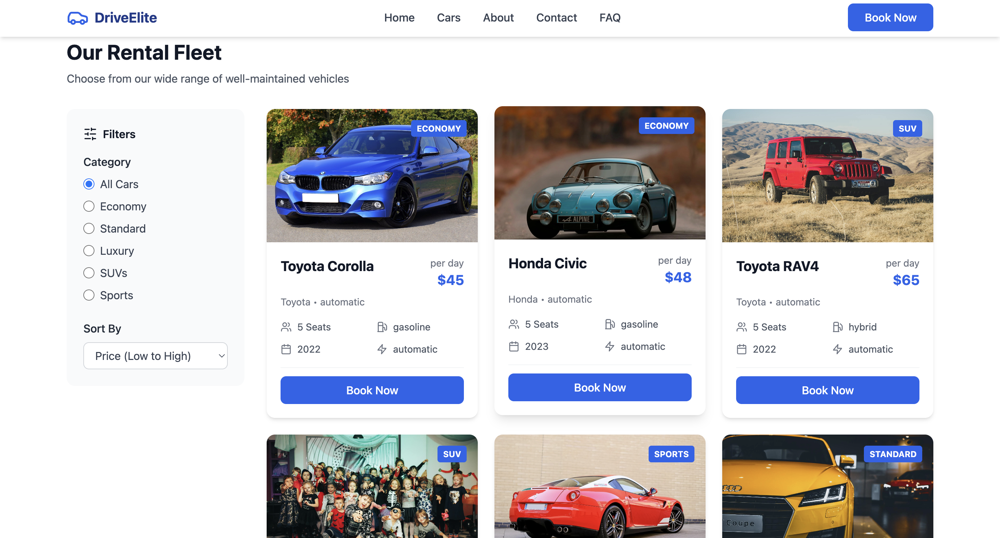 DriveElite
Home Cars About Contact FAQ
Book Now
Our Rental Fleet
Choose from our wide range of well-maintained vehicles
Filters
Category
All Cars
Economy
Standard
Luxury
SUVs
Sports
Sort By
Price (Low to High)
ECONOMY
Toyota Corolla
per day
$45
Toyota • automatic
5 Seats
gasoline
2022
automatic
Book Now
ECONOMY
ALPINE
Honda Civic
per day
$48
Honda • automatic
5 Seats
gasoline
2023
automatic
Book Now
SUV
Toyota RAV4
per day
$65
Toyota • automatic
5 Seats
hybrid
2022
automatic
Book Now
SUV
SPORTS
STANDARD
Coupe